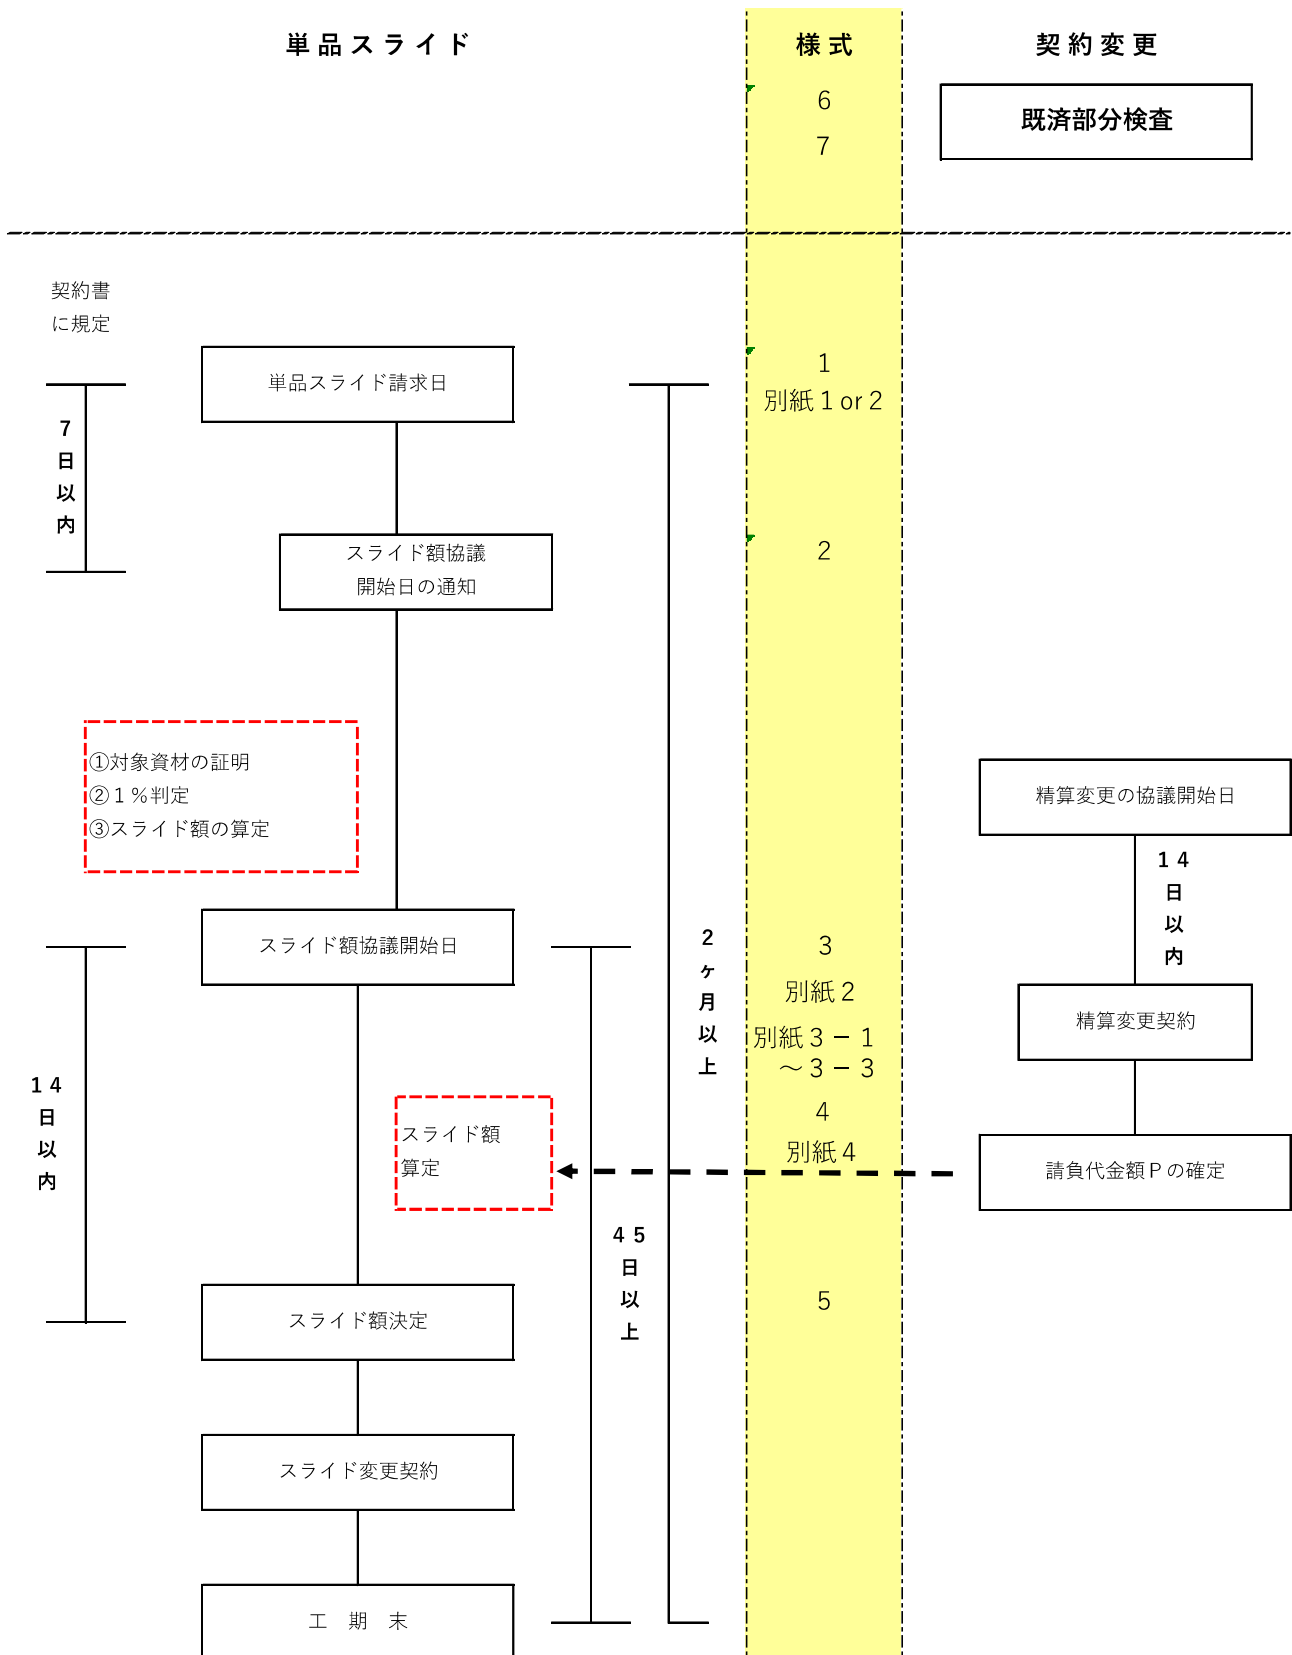 単品スライド
様式
契約変更
6
7
既済部分検査
契約書
に規定
単品スライド請求日
1
別紙１or２
7日以内
スライド額協議
開始日の通知
2
①対象資材の証明
②１％判定
③スライド額の算定
精算変更の協議開始日
14日以内
スライド額協議開始日
2ヶ月以上
3
別紙２
別紙３－１
～３－３
精算変更契約
14日以内
スライド額
算定
4
別紙４
請負代金額Ｐの確定
45日以上
スライド額決定
5
スライド変更契約
工　期　末